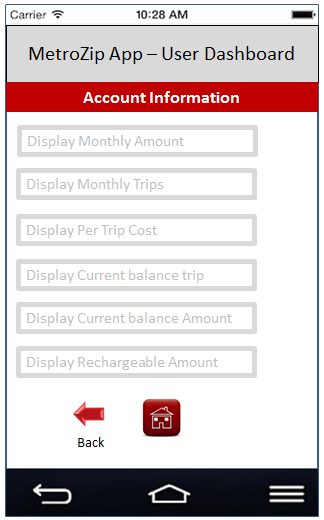 Carrier 10:28 AM
MetroZip App – User Dashboard
Account Information
Display Monthly Amount
Display Monthly Trips
Display Per Trip Cost
Display Current balance trip
Display Current balance Amount
Display Rechargeable Amount
Back